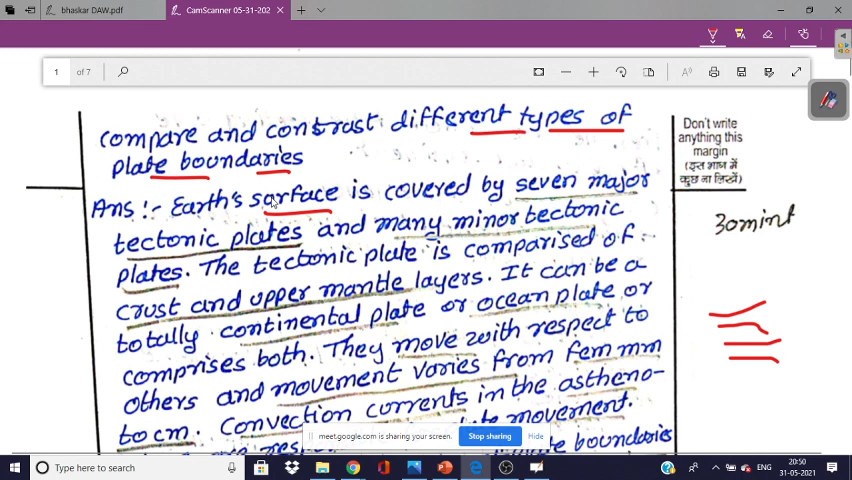 bhaskar DAW.pdf
CamScanner 05-31-202
1 of 7
compare and contrast different types of
plate boundaries
Ans :- Earth's sarface is covered by seven major
tectonic plates and many minor tectonic
plates. The tectonic plate is comparised of
crust and upper mantle layers. It can be a
totally continental plate or ocean plate or
comprises both. They move with respect to
others and movement varies from fem mm
to cm. Convection currents in the astheno-
plate movement.
boundaries
Don't write
anything this
margin
(इस भाग में
कुछ ना लिखें)
30mint
meet.google.com is sharing your screen.
Stop sharing
Hide
Type here to search
ENG
20:50
31-05-2021